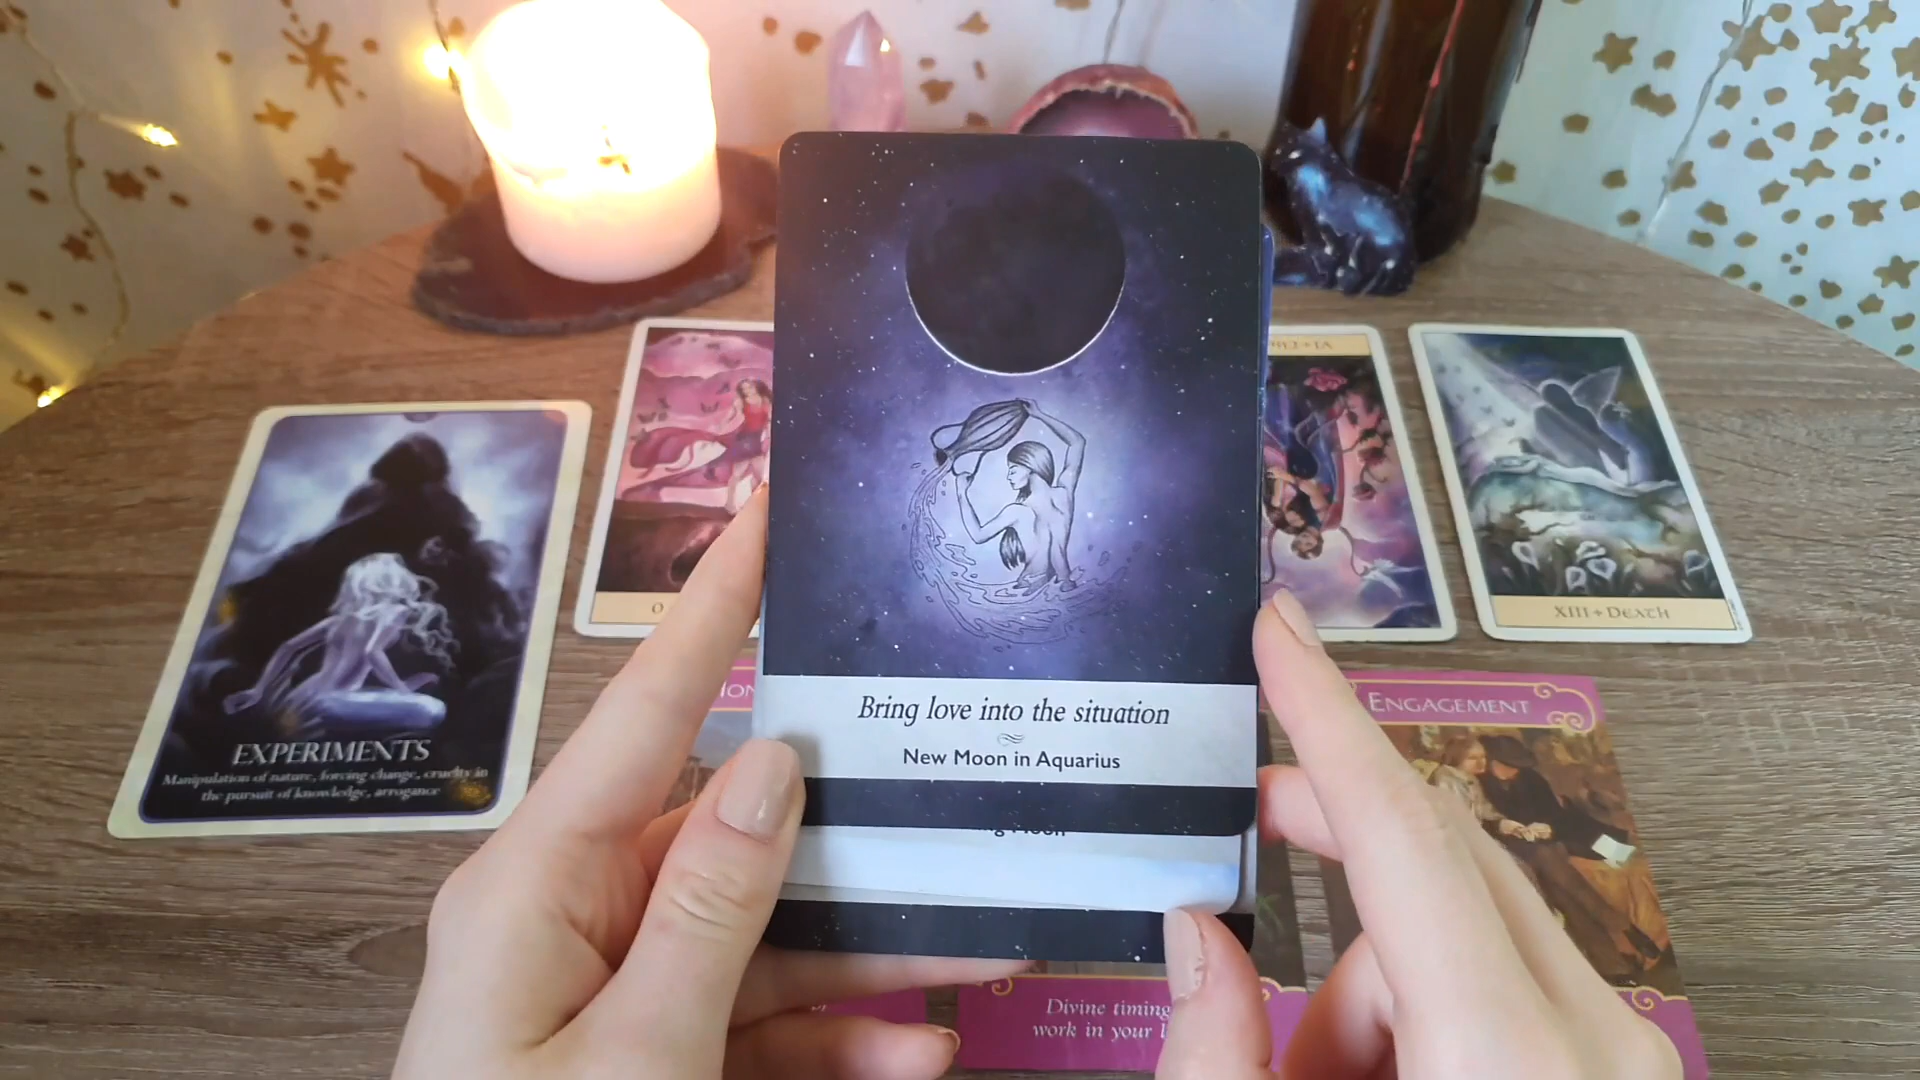 Bring love into the situation
New Moon in Aquarius
Moon
EXPERIMENTS
Manipulation of nature, forcing change, cruelty in
the pursuit of knowledge, arrogance
O
XIII + DEATH
ENGAGEMENT
Divine timing
work in your